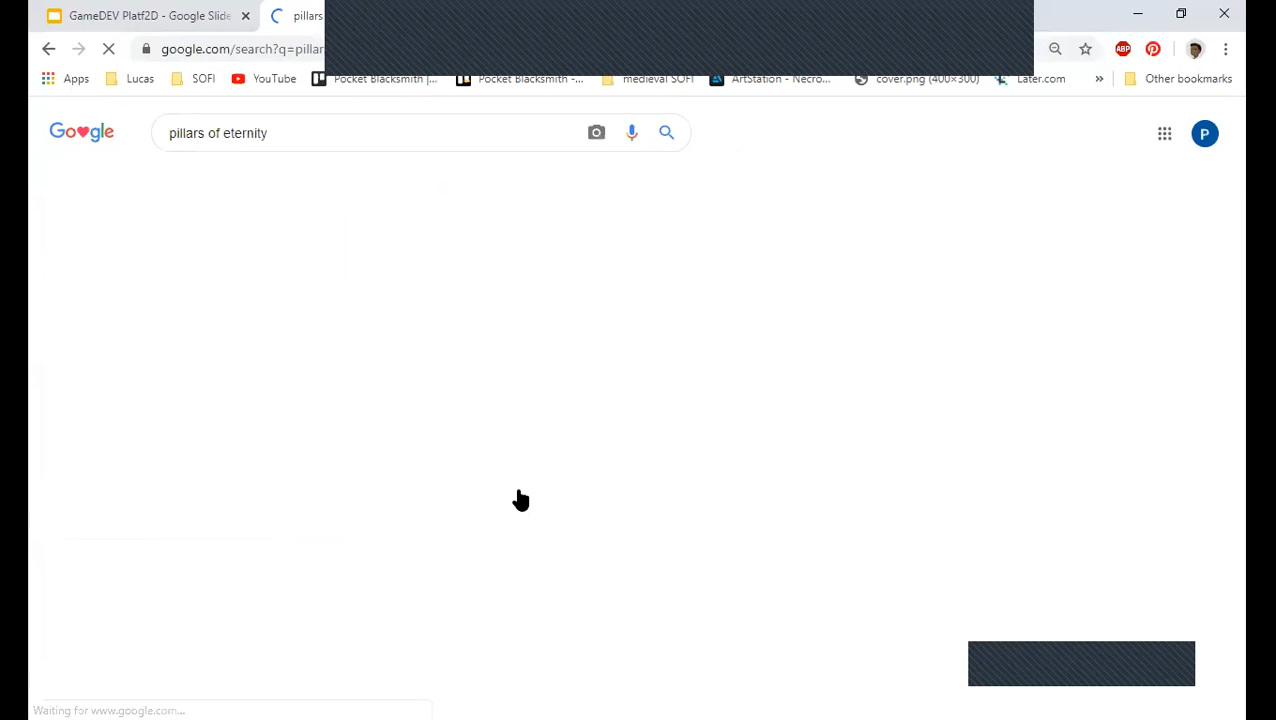 GameDEV Platf2D - Google Slide
pillars
google.com/search?q=pillar
ABP
Apps
Lucas
SOFI
YouTube
Pocket Blacksmith |...
Pocket Blacksmith -...
medieval SOFI
ArtStation - Necro...
cover.png (400×300)
Later.com
»
Other bookmarks
Google
pillars of eternity
P
Waiting for www.google.com...